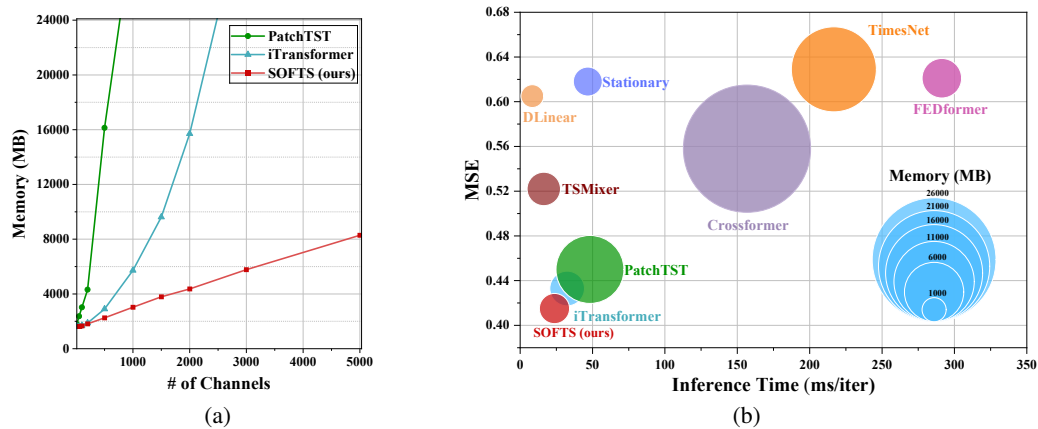 24000
20000
16000
12000
8000
4000
0
Memory (MB)
1000
2000
3000
4000
5000
# of Channels
PatchTST
iTransformer
SOFTS (ours)
(a)
0.68
0.64
0.60
0.56
0.52
0.48
0.44
0.40
MSE
0
50
100
150
200
250
300
350
Inference Time (ms/iter)
TimesNet
Stationary
DLinear
FEDformer
TSMixer
Crossformer
PatchTST
iTransformer
SOFTS (ours)
Memory (MB)
26000
21000
16000
11000
6000
1000
(b)